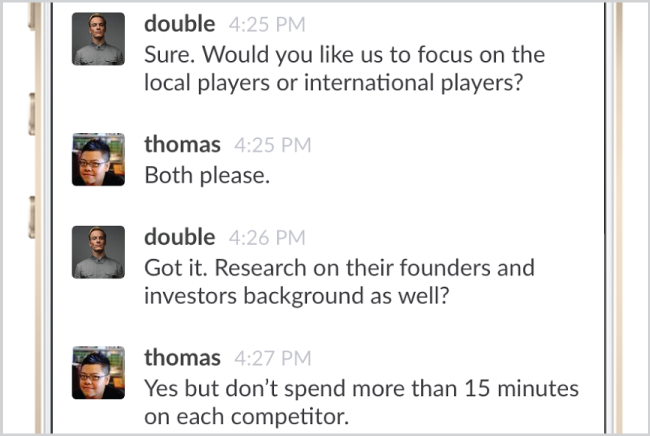 double 4:25 PM
Sure. Would you like us to focus on the
local players or international players?
thomas 4:25 PM
Both please.
double 4:26 PM
Got it. Research on their founders and
investors background as well?
thomas 4:27 PM
Yes but don’t spend more than 15 minutes
on each competitor.